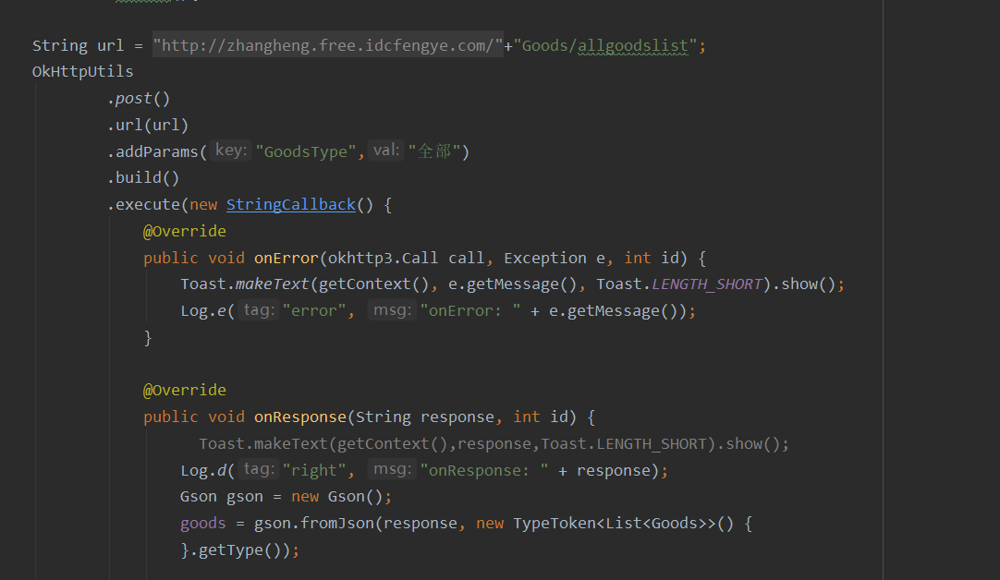 String url = "http://zhangheng.free.idcfengye.com/"+"Goods/allgoodslist";
OkHttpUtils
.post()
.url(url)
.addParams( key: "GoodsType", val: "全部")
.build()
.execute(new StringCallback() {
@Override
public void onError(okhttp3.Call call, Exception e, int id) {
Toast.makeText(getContext(), e.getMessage(), Toast.LENGTH_SHORT).show();
Log.e( tag: "error", msg: "onError: " + e.getMessage());
}
@Override
public void onResponse(String response, int id) {
Toast.makeText(getContext(),response,Toast.LENGTH_SHORT).show();
Log.d( tag: "right", msg: "onResponse: " + response);
Gson gson = new Gson();
goods = gson.fromJson(response, new TypeToken<List<Goods>>() {
}.getType());